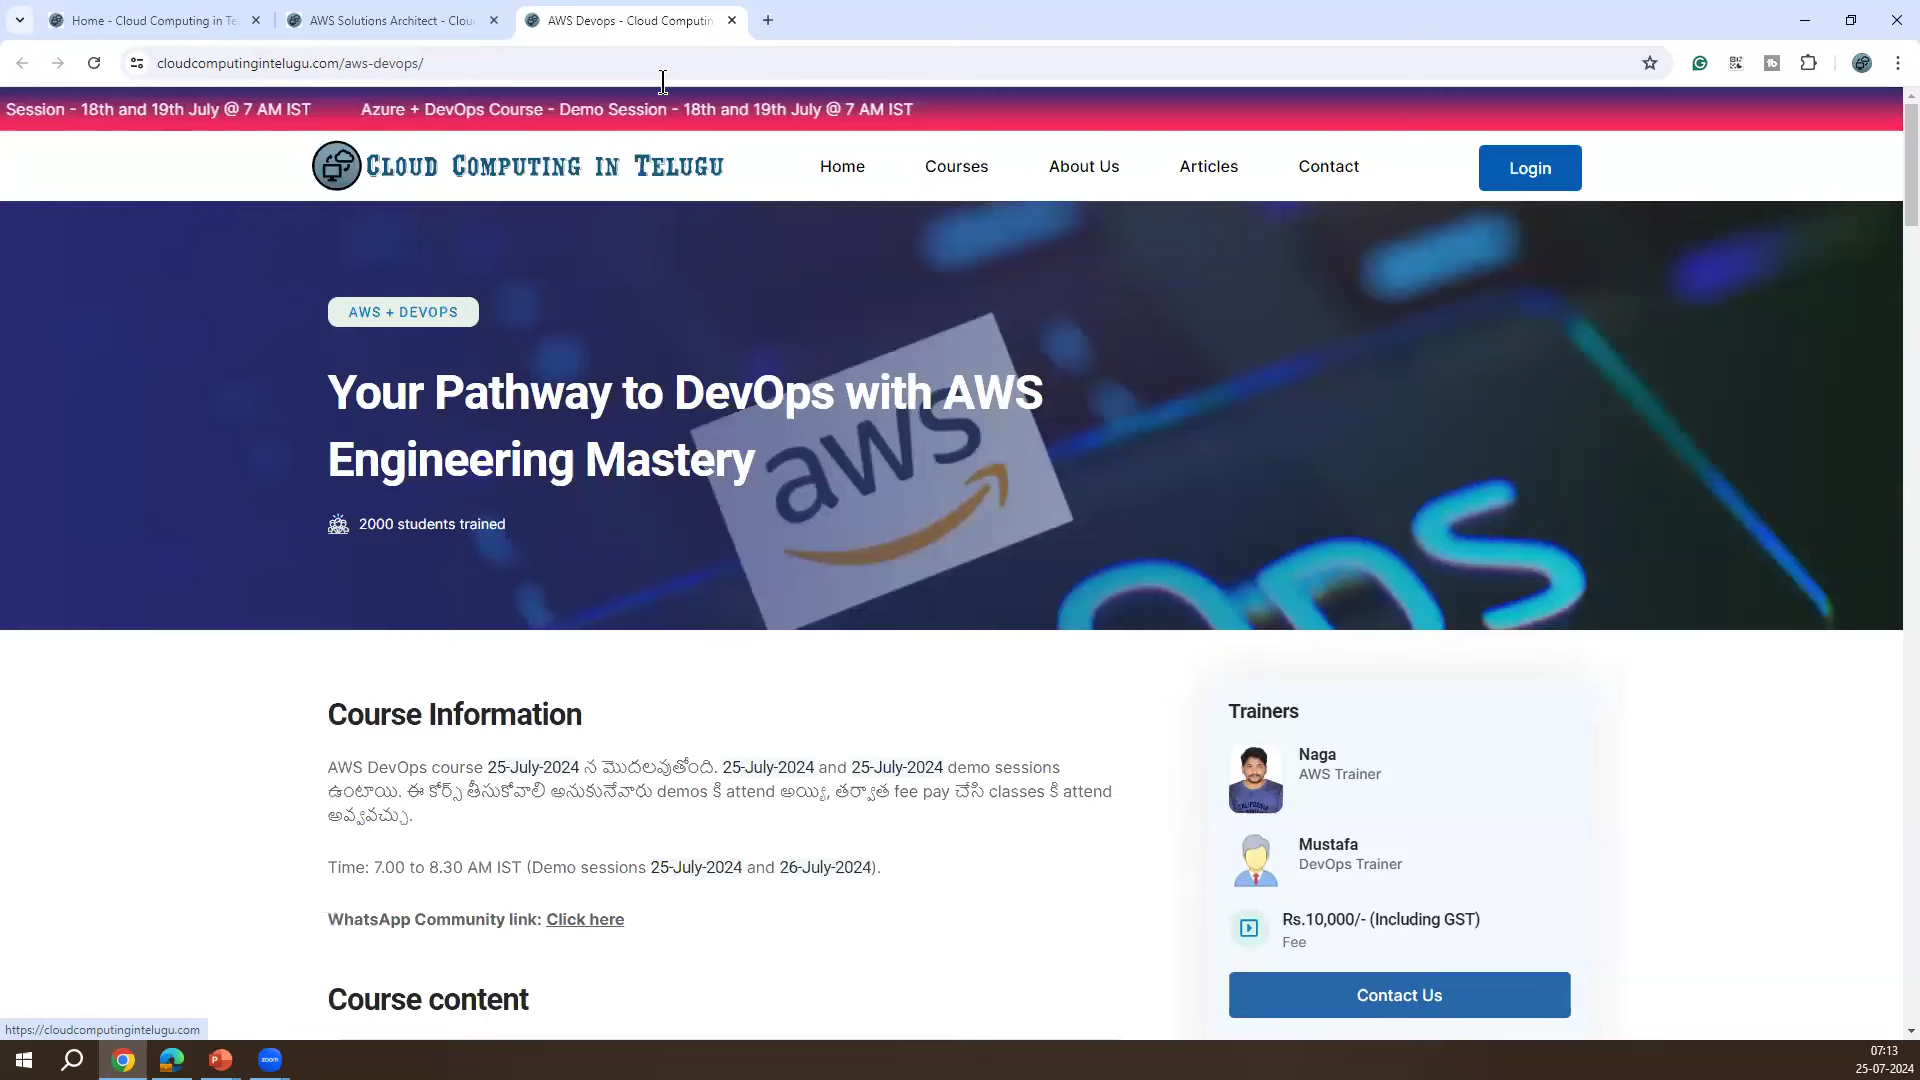 Home - Cloud Computing in Te
AWS Solutions Architect - Clou
AWS Devops - Cloud Computin
cloudcomputingintelugu.com/aws-devops/
Session - 18th and 19th July @ 7 AM IST
Azure + DevOps Course - Demo Session - 18th and 19th July @ 7 AM IST
Cloud Computing in Telugu
Home
Courses
About Us
Articles
Contact
Login
AWS + DEVOPS
Your Pathway to DevOps with AWS
Engineering Mastery
2000 students trained
aws
Ops
Course Information
AWS DevOps course 25-July-2024 న మొదలవుతోంది. 25-July-2024 and 25-July-2024 demo sessions
ఉంటాయి. ఈ కోర్స్ తీసుకోవాలి అనుకునేవారు demos కి attend అయ్యి, తర్వాత fee pay చేసి classes కి attend
అవ్వవచ్చు.
Time: 7.00 to 8.30 AM IST (Demo sessions 25-July-2024 and 26-July-2024).
WhatsApp Community link: Click here
Course content
Trainers
Naga
AWS Trainer
Mustafa
DevOps Trainer
Rs.10,000/- (Including GST)
Fee
Contact Us
https://cloudcomputingintelugu.com
zoom
07:13
25-07-2024